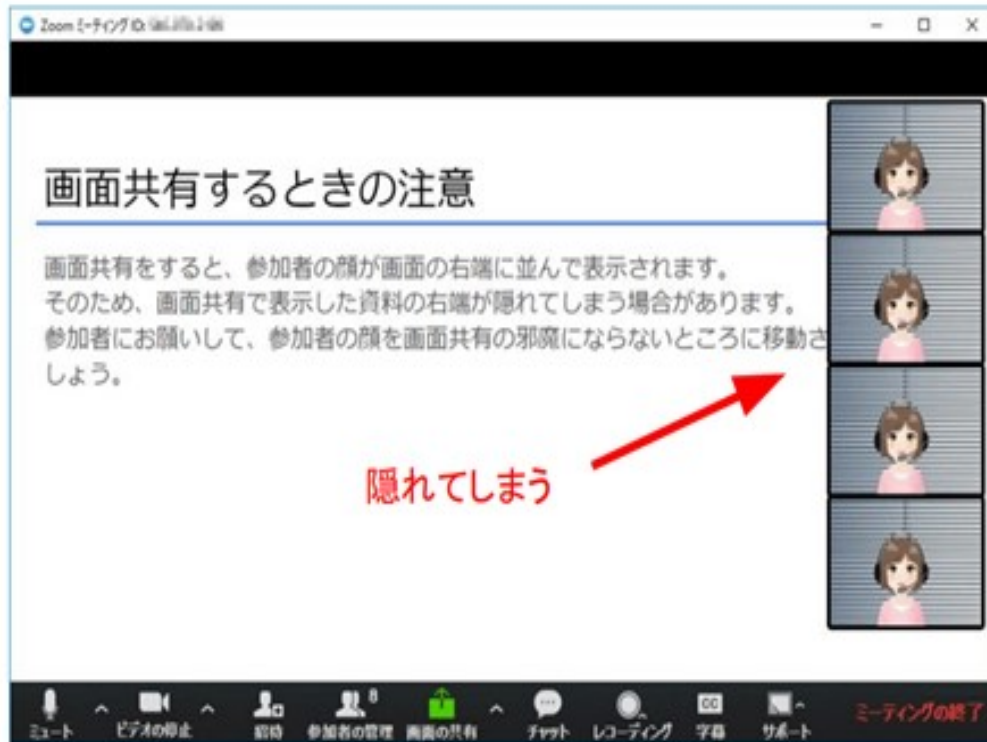 Zoom ミーティング ID:
画面共有するときの注意
画面共有をすると、参加者の顔が画面の右端に並んで表示されます。
そのため、画面共有で表示した資料の右端が隠れてしまう場合があります。
参加者にお願いして、参加者の顔を画面共有の邪魔にならないところに移動さ
しょう。
隠れてしまう
8
ミュート
ビデオの停止
招待
参加者の管理
画面の共有
チャット
レコーディング
CC
字幕
サポート
ミーティングの終了